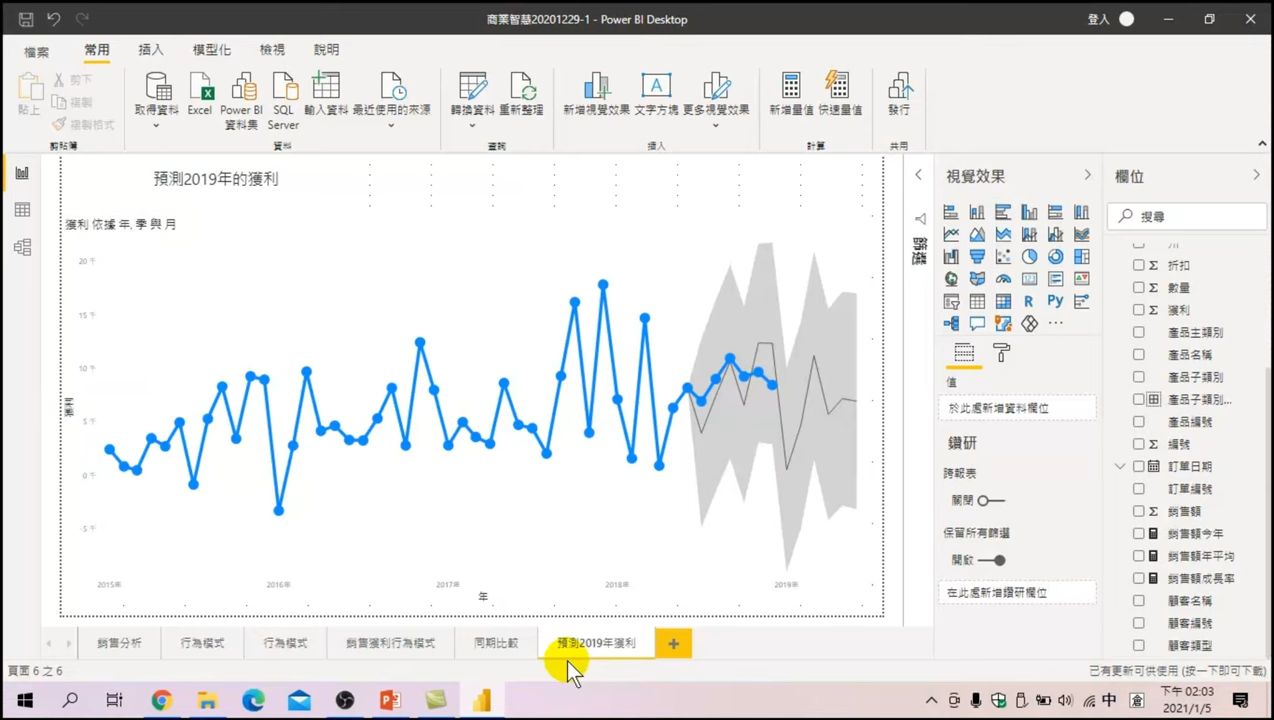 商業智慧20201229-1 - Power BI Desktop
登入
檔案 常用 插入 模型化 檢視 說明
貼上
剪下
複製
複製格式
剪貼簿
取得資料
Excel
Power BI
資料集
SQL
Server
輸入資料
最近使用的來源
資料
轉換資料
重新整理
查詢
新增視覺效果
文字方塊
更多視覺效果
插入
新增量值
快速量值
計算
發行
共用
預測2019年的獲利
獲利 依據 年, 季 與 月
20 千
15 千
10 千
5 千
0 千
-5 千
獲利
2015年 2016年 2017年 2018年 2019年
年
篩選
視覺效果
R
Py
值
於此處新增資料欄位
鑽研
跨報表
關閉
保留所有篩選
開啟
在此處新增鑽研欄位
欄位
搜尋
折扣
數量
獲利
產品主類別
產品名稱
產品子類別
產品子類別...
產品編號
編號
訂單日期
訂單編號
銷售額
銷售額今年
銷售額年平均
銷售額成長率
顧客名稱
顧客編號
顧客類型
銷售分析 行為模式 行為模式 銷售獲利行為模式 同期比較 預測2019年獲利
頁面 6 之 6
已有更新可供使用 (按一下即可下載)
中
倉
下午 02:03
2021/1/5